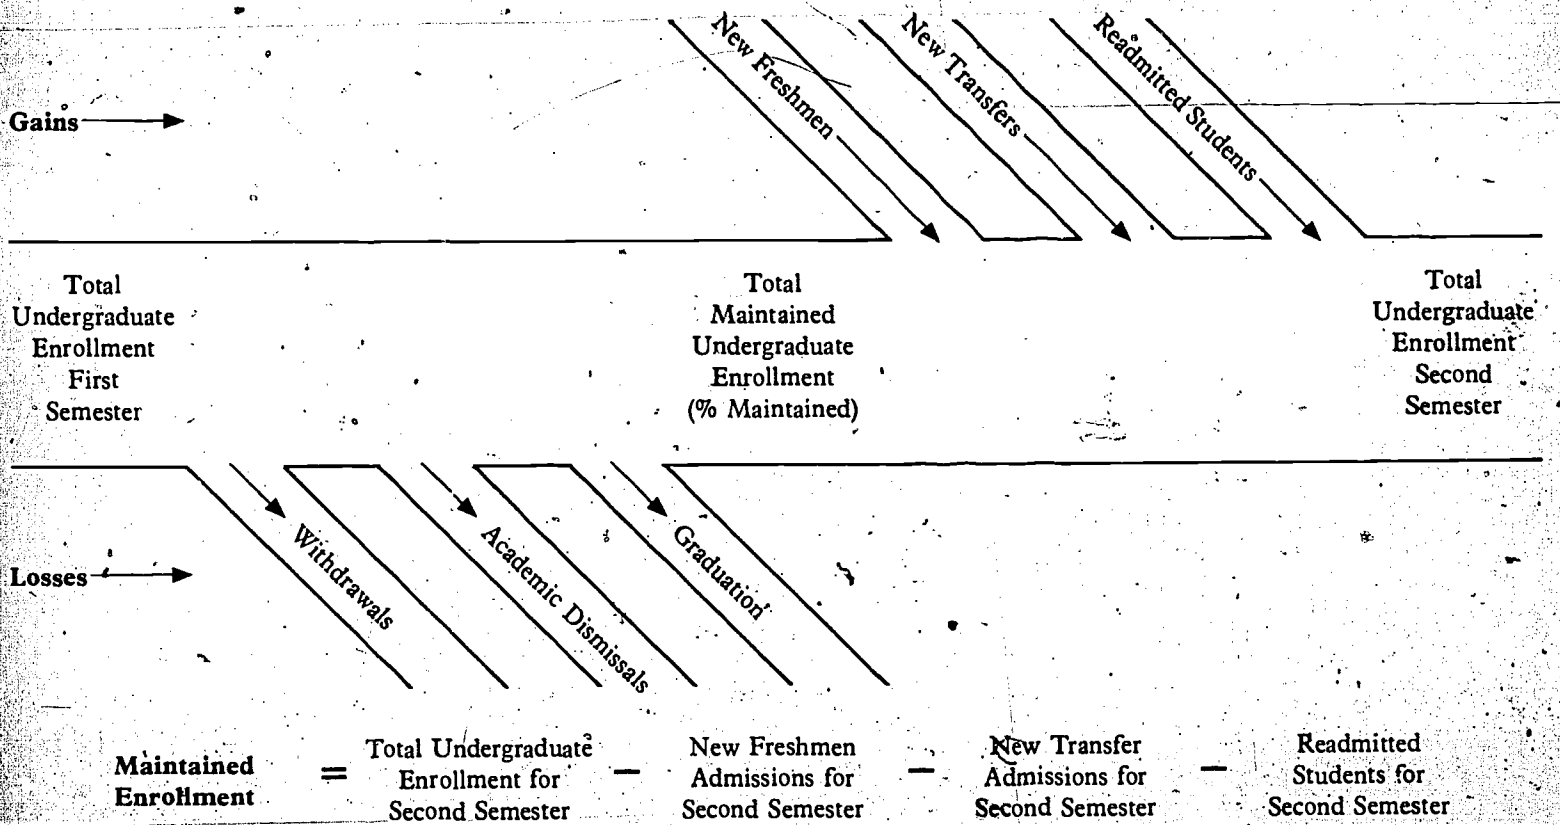 New Freshmen
New Transfers
Readmitted Students
Gains
Total
Undergraduate
Enrollment
First
Semester
Total
Maintained
Undergraduate
Enrollment
(% Maintained)
Total
Undergraduate
Enrollment
Second
Semester
Losses
Withdrawals
Academic Dismissals
Graduation
Maintained
Enrollment
=
Total Undergraduate
Enrollment for
Second Semester
−
New Freshmen
Admissions for
Second Semester
−
New Transfer
Admissions for
Second Semester
−
Readmitted
Students for
Second Semester